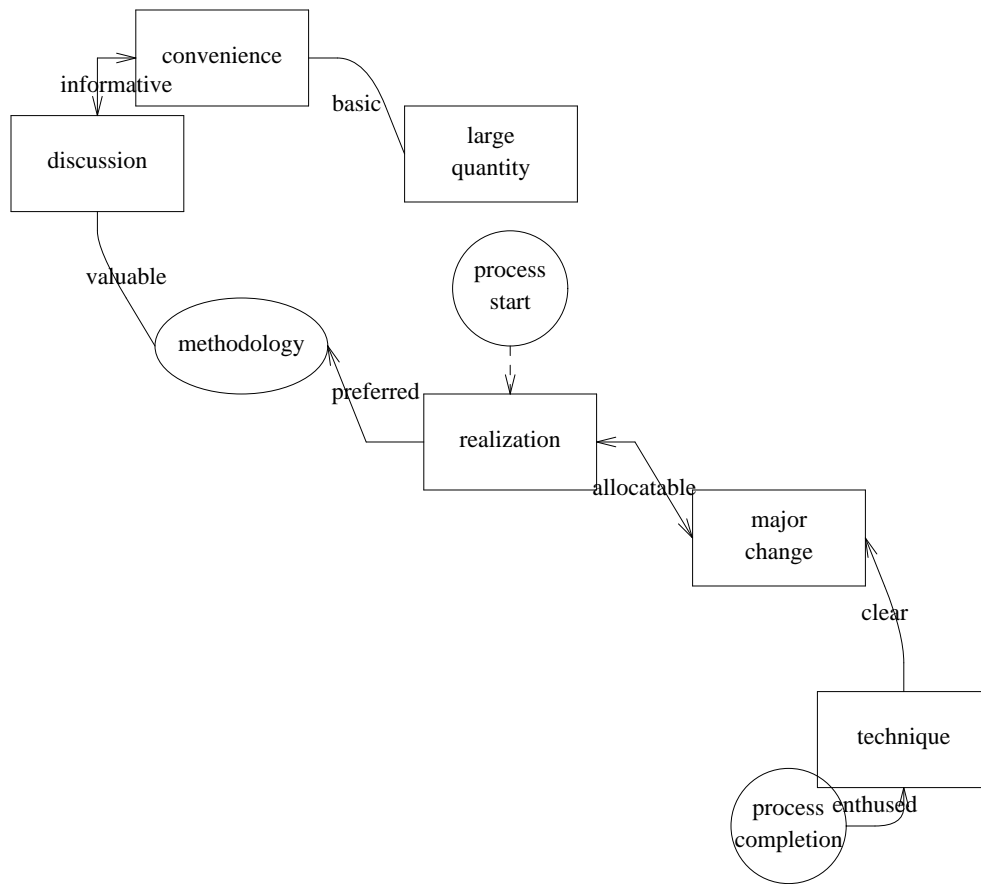 convenience
informative
basic
large
quantity
discussion
valuable
process
start
methodology
preferred
realization
allocatable
major
change
clear
technique
enthused
process
completion